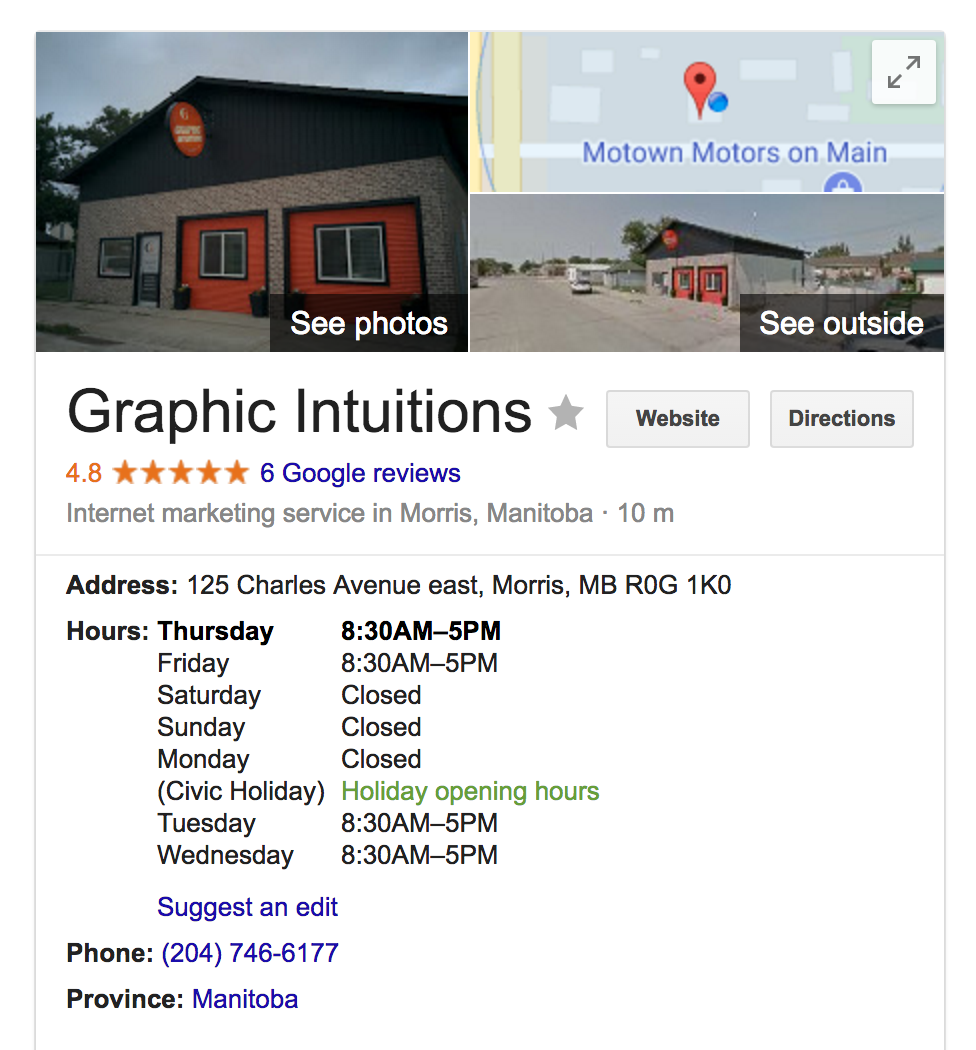 GRAPHIC
Motown Motors on Main
See photos
See outside
Graphic Intuitions
Website
Directions
4.8
6 Google reviews
Internet marketing service in Morris, Manitoba · 10 m
Address: 125 Charles Avenue east, Morris, MB R0G 1K0
Hours: Thursday 8:30AM–5PM
Friday 8:30AM–5PM
Saturday Closed
Sunday Closed
Monday Closed
(Civic Holiday) Holiday opening hours
Tuesday 8:30AM–5PM
Wednesday 8:30AM–5PM
Suggest an edit
Phone: (204) 746-6177
Province: Manitoba